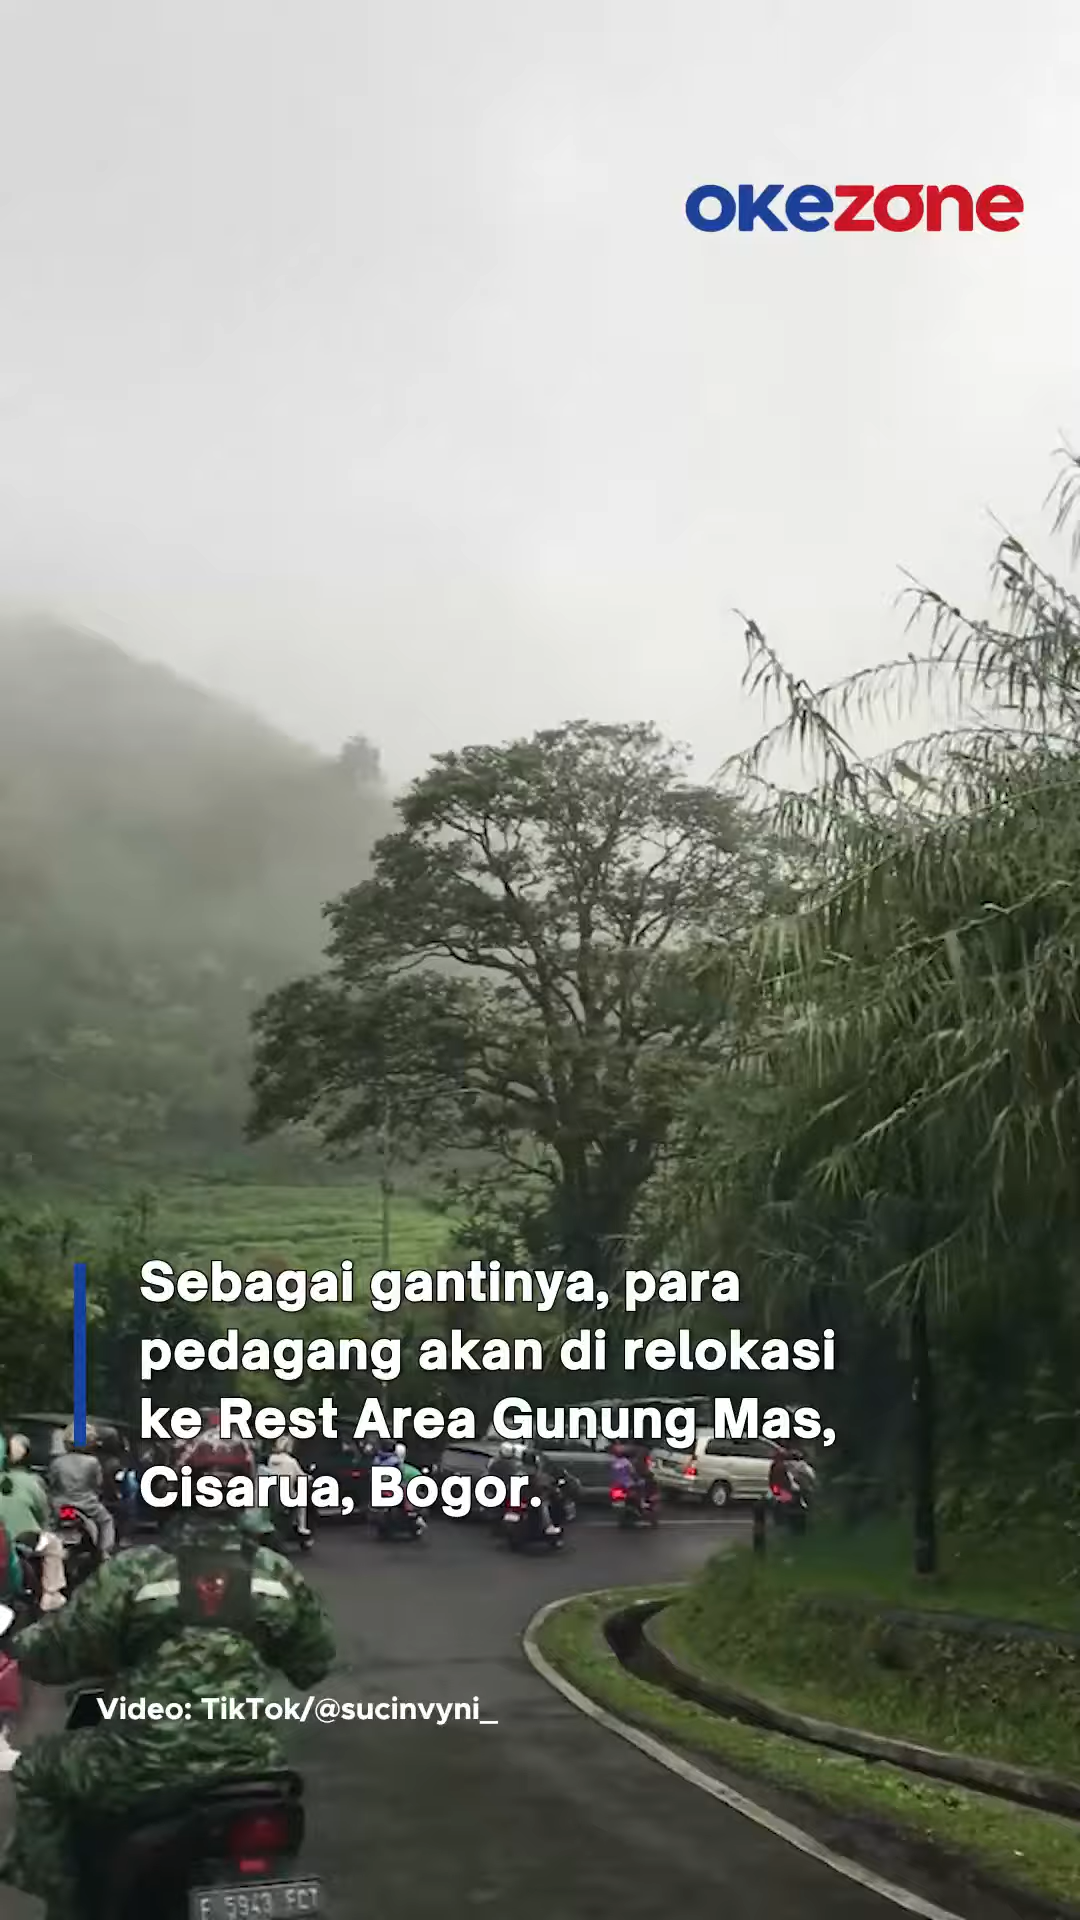 okezone
Sebagai gantinya, para
pedagang akan di relokasi
ke Rest Area Gunung Mas,
Cisarua, Bogor.
Video: TikTok/@sucinvyni_
F 5943 FCT